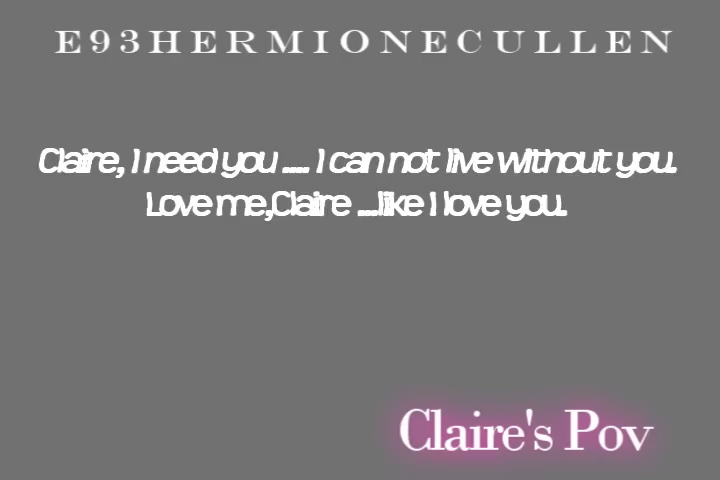 E93HERMIONECULLEN
Claire, I need you ..... I can not live without you.
Love me,Claire ....like I love you.
Claire's Pov